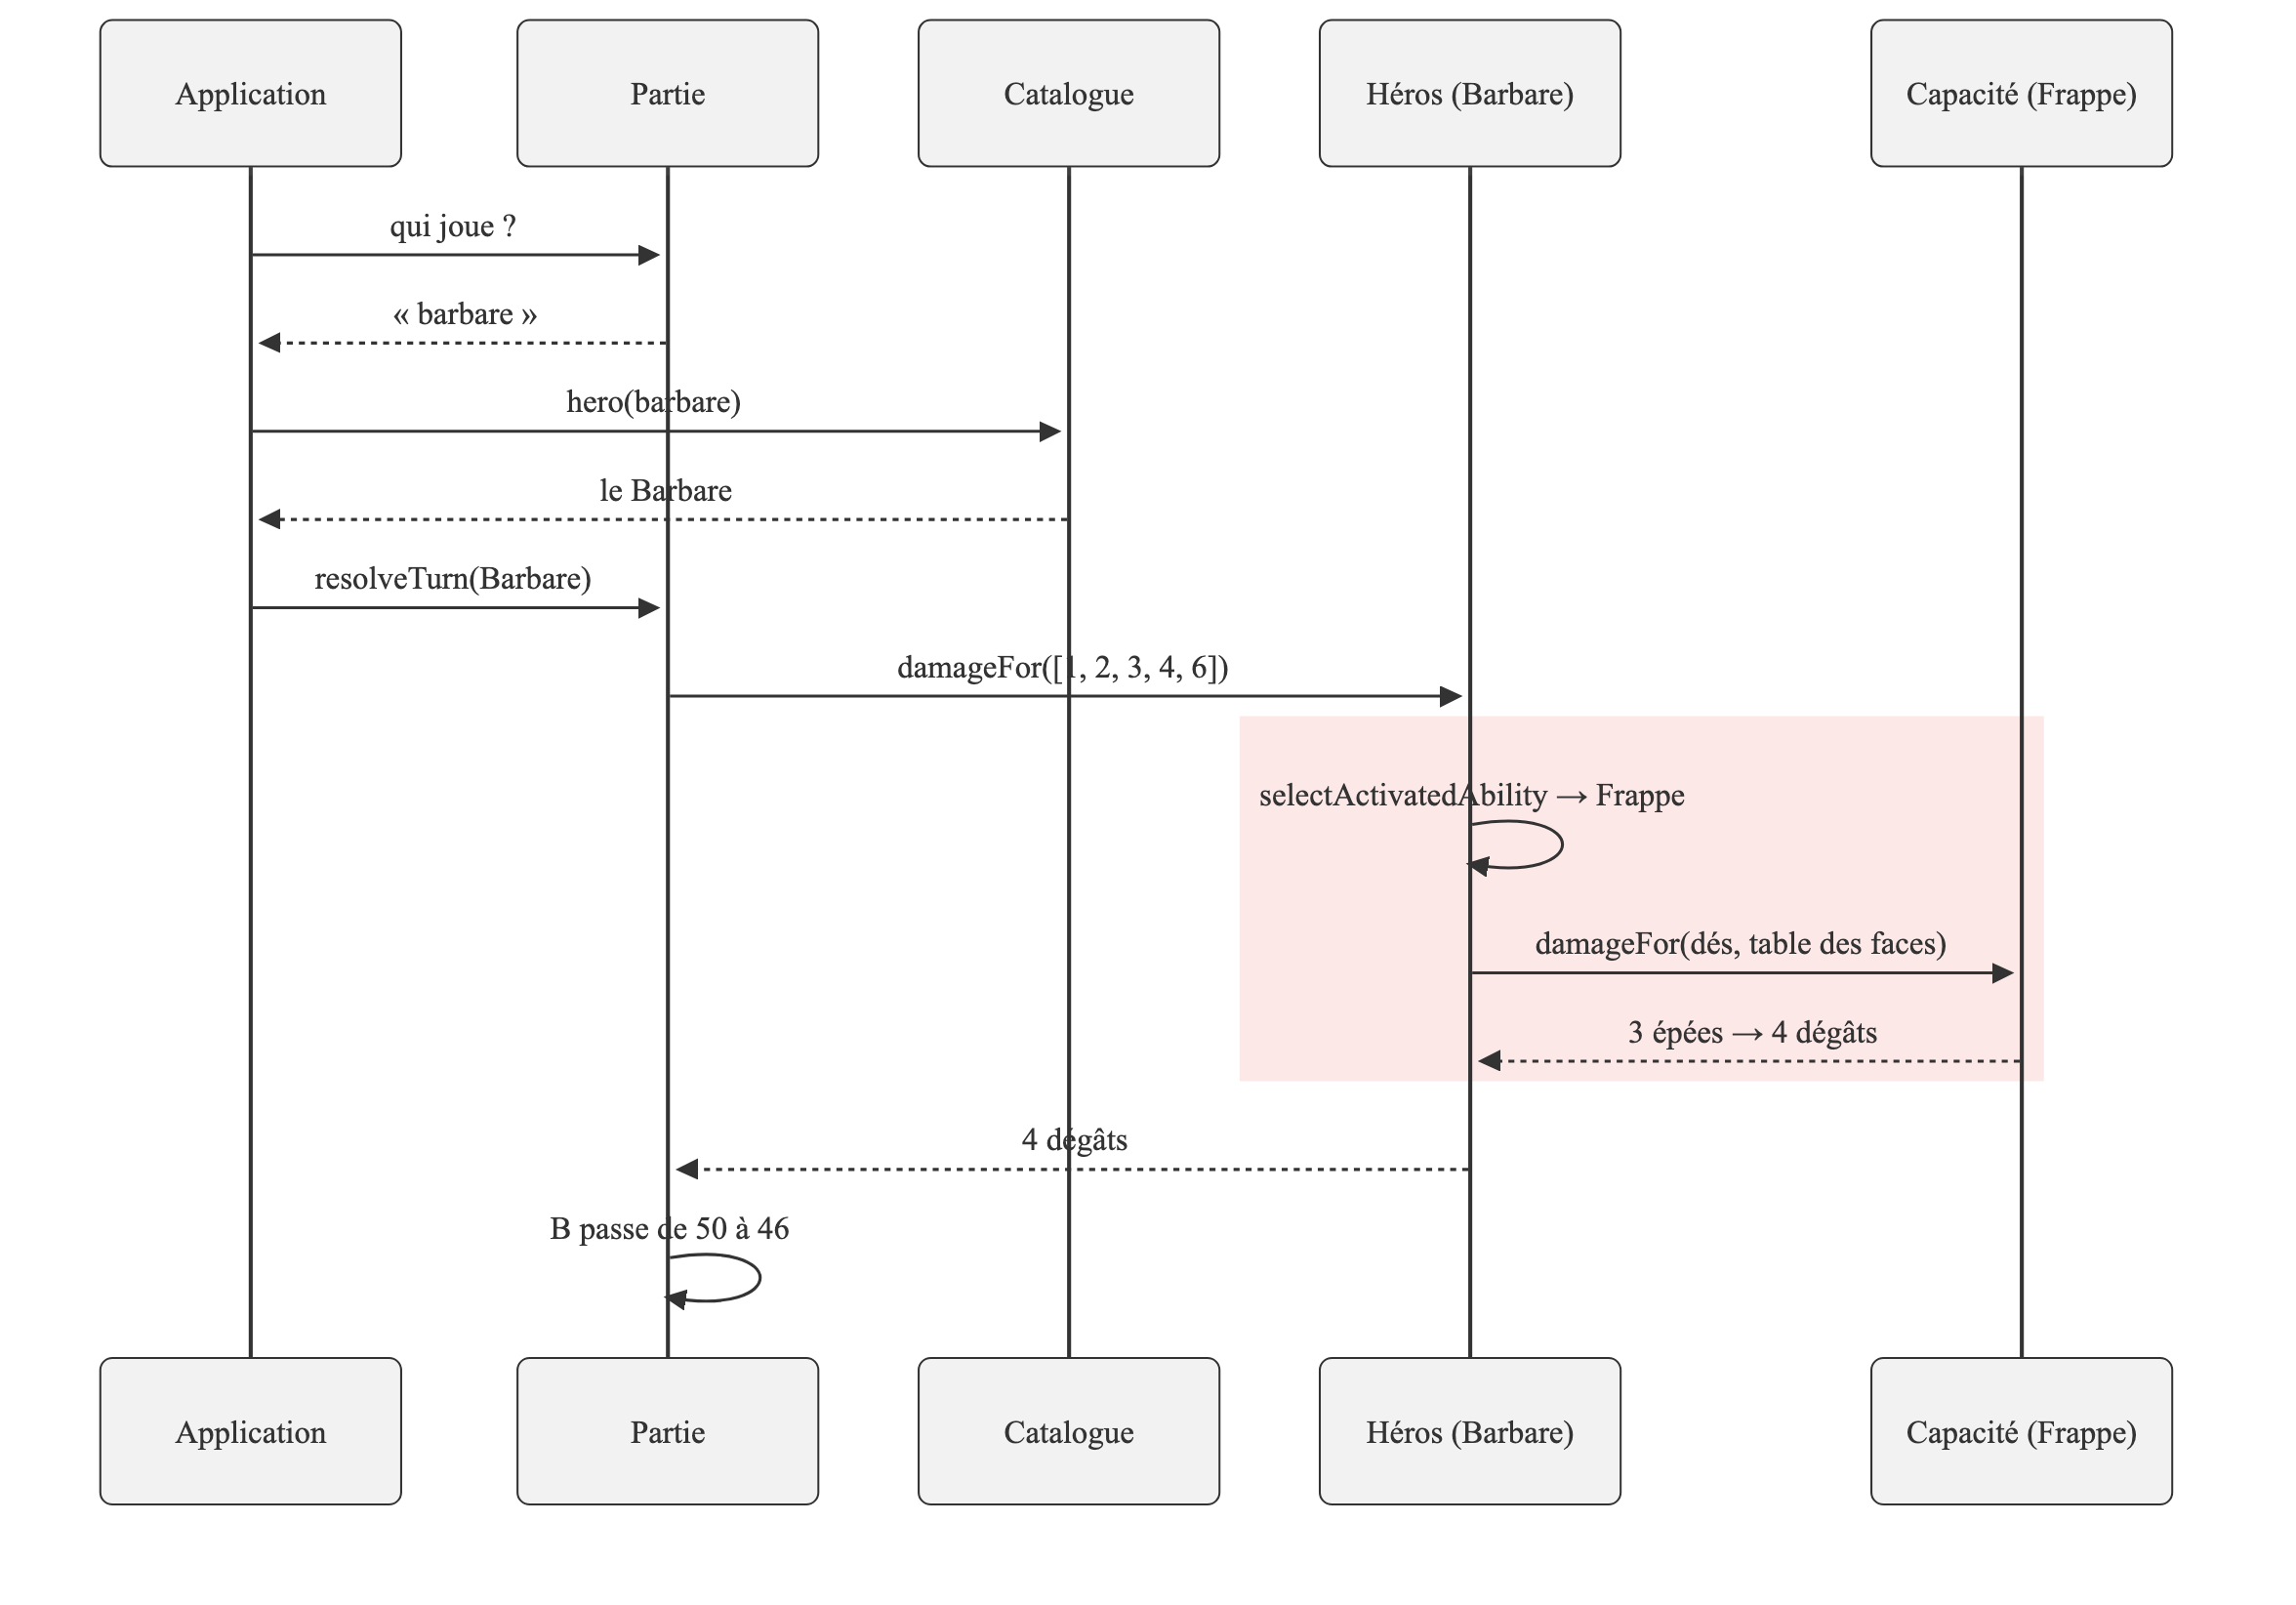 Application
Partie
Catalogue
Héros (Barbare)
Capacité (Frappe)
qui joue ?
« barbare »
hero(barbare)
le Barbare
resolveTurn(Barbare)
damageFor([1, 2, 3, 4, 6])
selectActivatedAbility → Frappe
damageFor(dés, table des faces)
3 épées → 4 dégâts
4 dégâts
B passe de 50 à 46
Application
Partie
Catalogue
Héros (Barbare)
Capacité (Frappe)